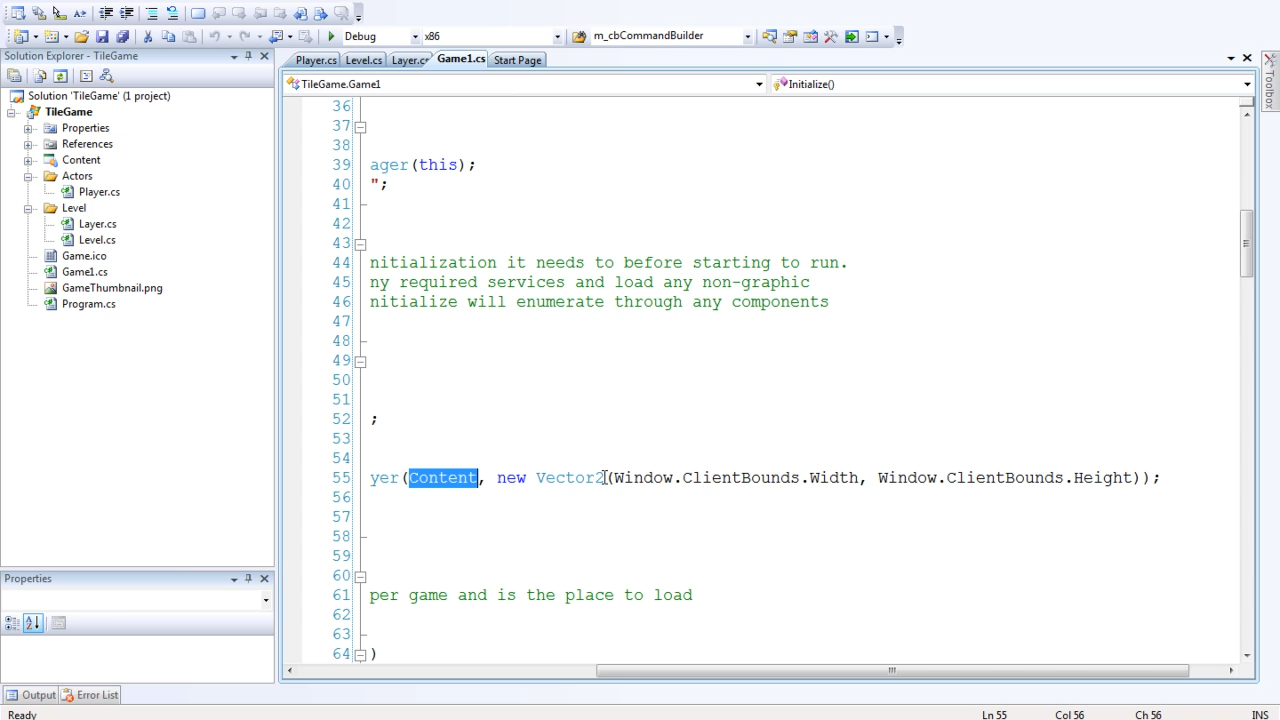 Debug
x86
m_cbCommandBuilder
Solution Explorer - TileGame
Player.cs
Level.cs
Layer.cs
Game1.cs
Start Page
Toolbox
TileGame.Game1
Initialize()
Solution 'TileGame' (1 project)
TileGame
Properties
References
Content
Actors
Player.cs
Level
Layer.cs
Level.cs
Game.ico
Game1.cs
GameThumbnail.png
Program.cs
36
37
38
39 ager(this);
40 ";
41
42
43
44 nitialization it needs to before starting to run.
45 ny required services and load any non-graphic
46 nitialize will enumerate through any components
47
48
49
50
51
52 ;
53
54
55 yer(Content, new Vector2(Window.ClientBounds.Width, Window.ClientBounds.Height));
56
57
58
59
60
61 per game and is the place to load
62
63
64 )
Properties
Output
Error List
Ready
Ln 55
Col 56
Ch 56
INS